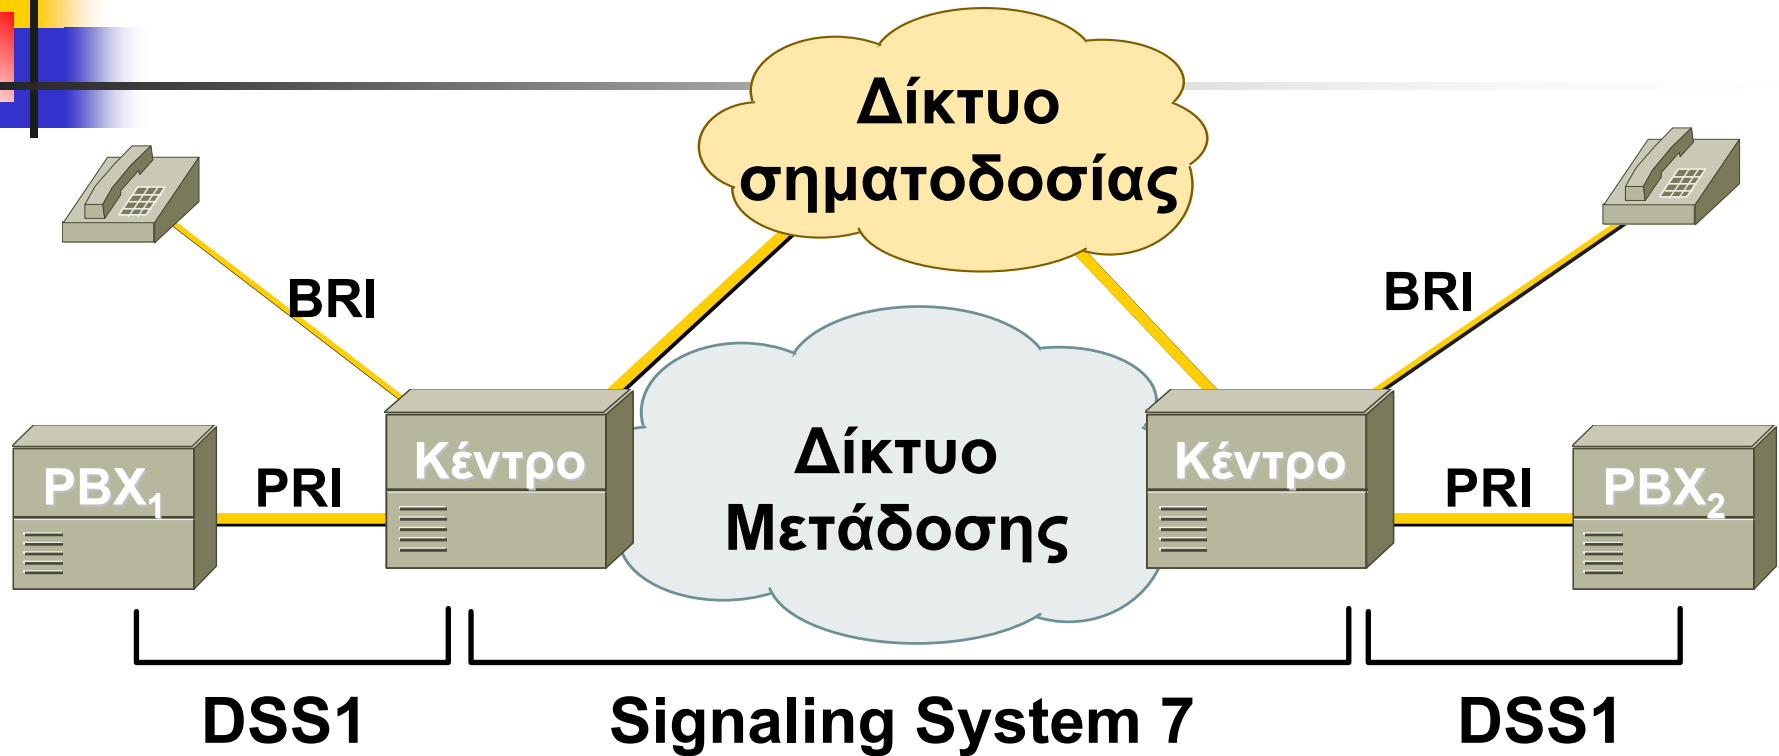 Δίκτυο
σηματοδοσίας
BRI
BRI
Δίκτυο
Μετάδοσης
Κέντρο
Κέντρο
PBX1
PRI
PRI
PBX2
DSS1
Signaling System 7
DSS1